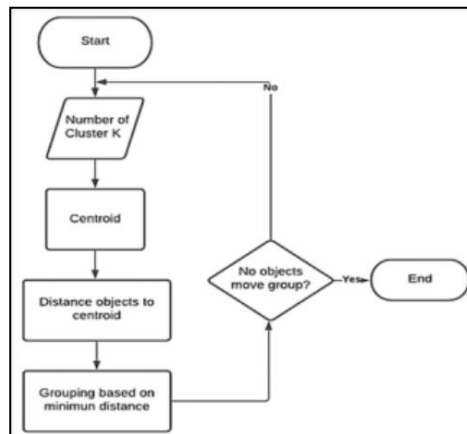 Start
No
Number of
Cluster K
Centroid
No objects
move group?
Yes
End
Distance objects to
centroid
Grouping based on
minimun distance